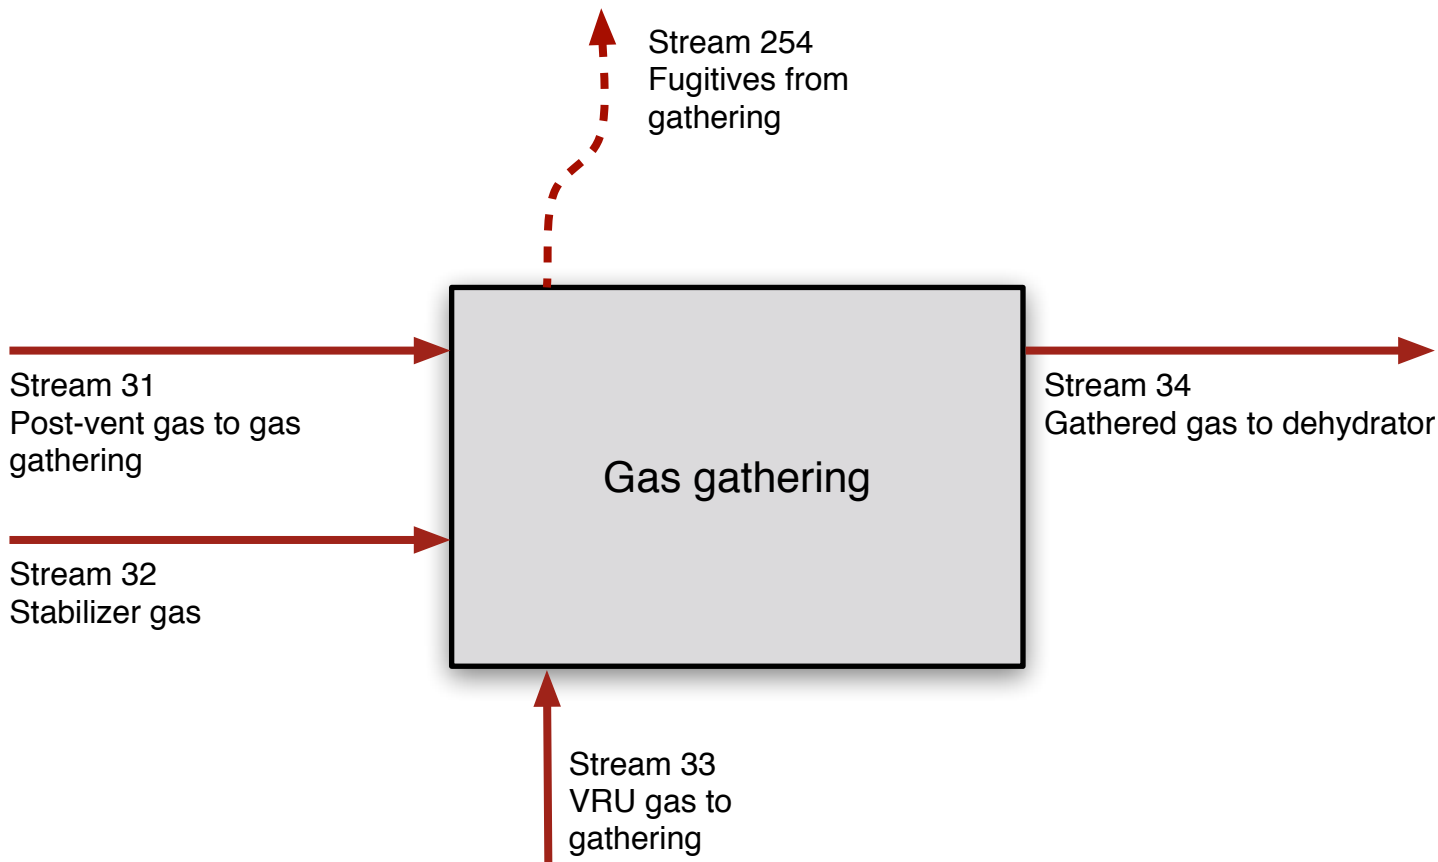 Stream 254
Fugitives from
gathering
Stream 31
Post-vent gas to gas
gathering
Stream 34
Gathered gas to dehydrator
Gas gathering
Stream 32
Stabilizer gas
Stream 33
VRU gas to
gathering